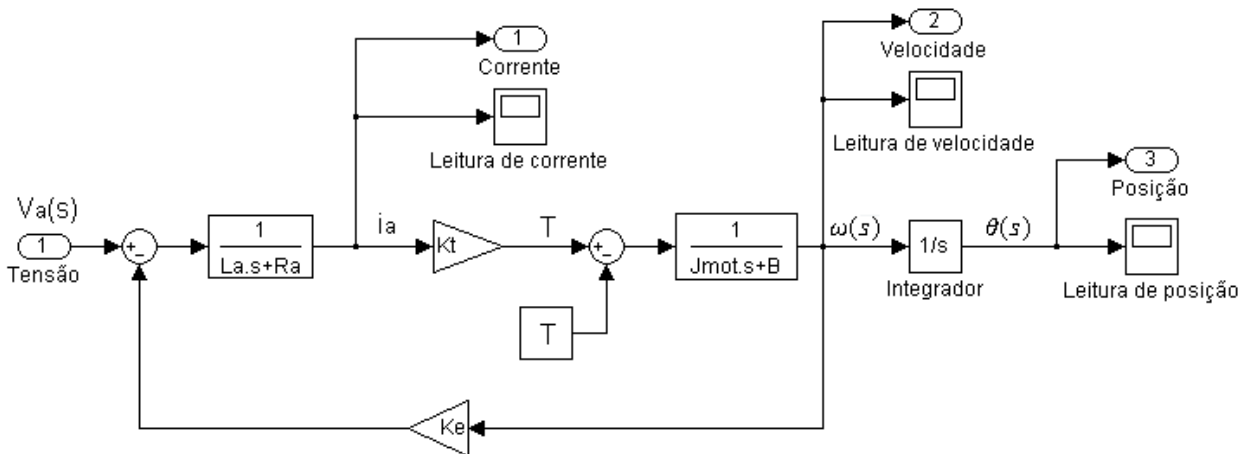 1
Corrente
Leitura de corrente
2
Velocidade
Leitura de velocidade
3
Posição
Leitura de posição
Va(s)
1
Tensão
+
-
1
La.s+Ra
ia
Kt
T
+
-
1
Jmot.s+B
ω(s)
1/s
Integrador
θ(s)
T
Ke